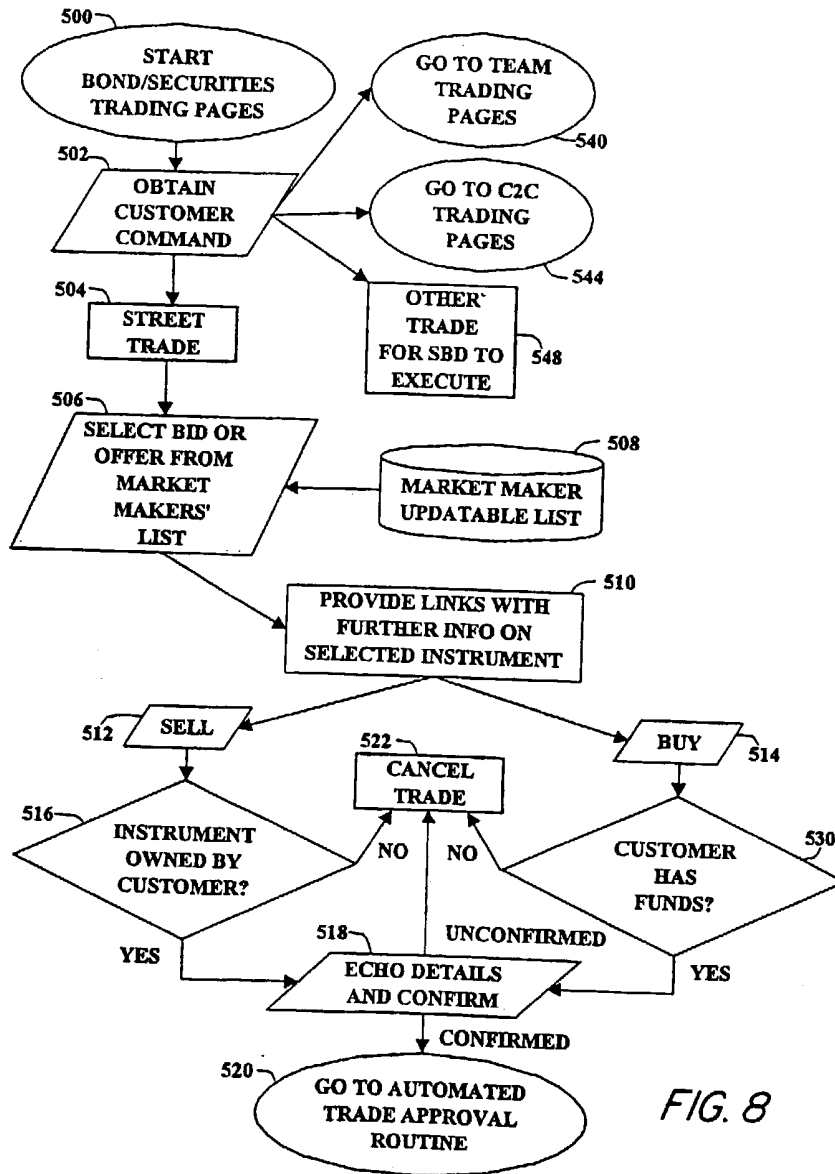 500
START
BOND/SECURITIES
TRADING PAGES
GO TO TEAM
TRADING
PAGES
540
502
OBTAIN
CUSTOMER
COMMAND
GO TO C2C
TRADING
PAGES
544
504
STREET
TRADE
OTHER
TRADE
FOR SBD TO
EXECUTE
548
506
SELECT BID OR
OFFER FROM
MARKET
MAKERS'
LIST
508
MARKET MAKER
UPDATABLE LIST
510
PROVIDE LINKS WITH
FURTHER INFO ON
SELECTED INSTRUMENT
512
SELL
522
CANCEL
TRADE
BUY
514
516
INSTRUMENT
OWNED BY
CUSTOMER?
NO
NO
530
CUSTOMER
HAS
FUNDS?
YES
518
UNCONFIRMED
YES
ECHO DETAILS
AND CONFIRM
CONFIRMED
520
GO TO AUTOMATED
TRADE APPROVAL
ROUTINE
FIG. 8